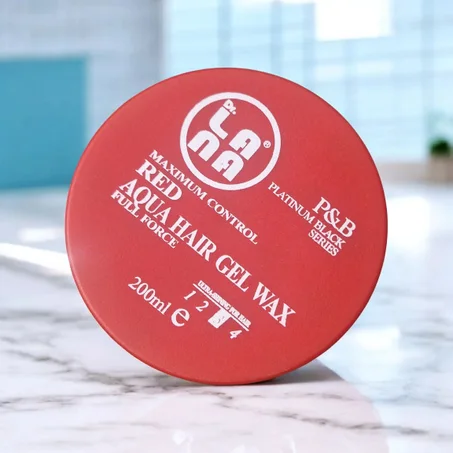 Dr.
LA
NA
®
MAXIMUM CONTROL
RED
AQUA HAIR GEL WAX
FULL FORCE
P&B
PLATINUM BLACK
SERIES
200ml e
1 2 3 4